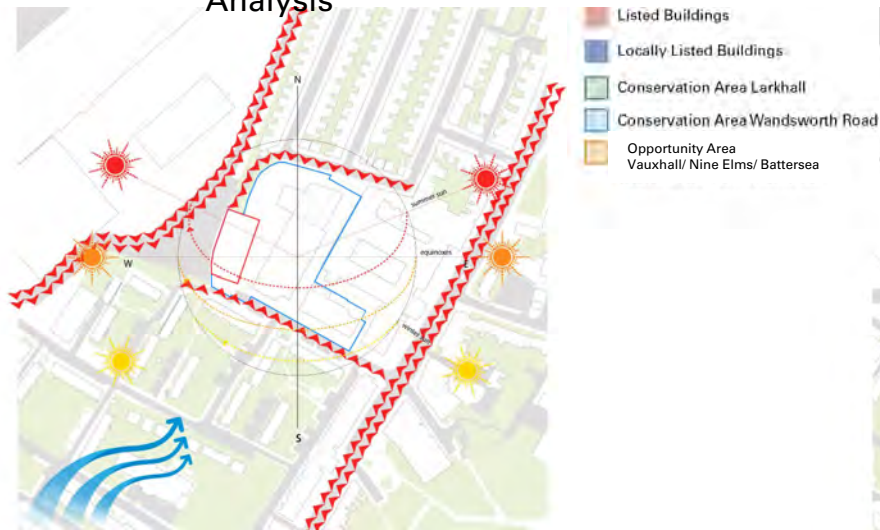 Analysis
Listed Buildings
Locally Listed Buildings
Conservation Area Larkhall
Conservation Area Wandsworth Road
Opportunity Area
Vauxhall/ Nine Elms/ Battersea
N
summer sun
equinoxes
W
E
winter
S